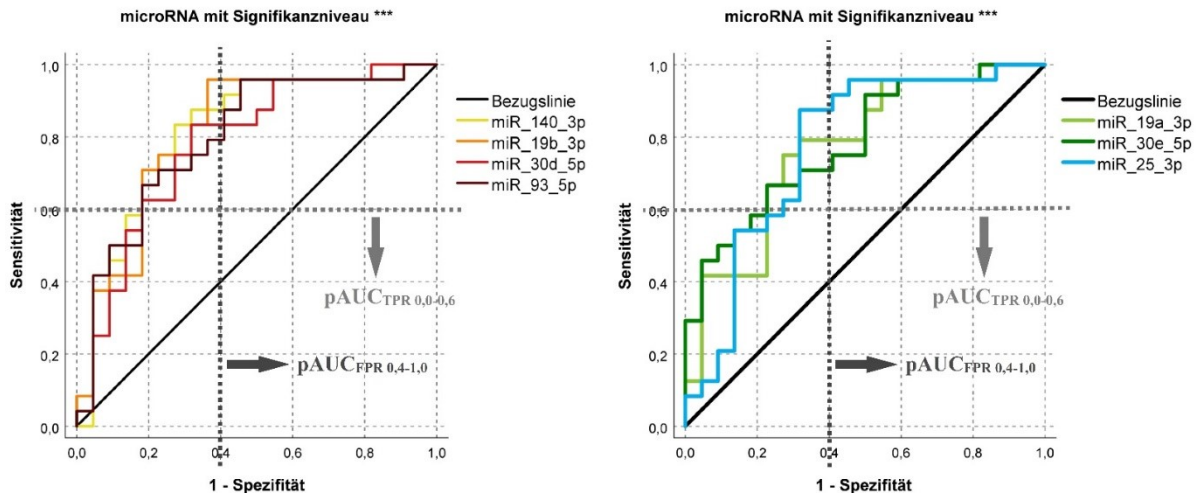 microRNA mit Signifikanzniveau ***
1,0
0,8
0,6
0,4
0,2
0,0
Sensitivität
0,0
0,2
0,4
0,6
0,8
1,0
1 - Spezifität
Bezugslinie
miR_140_3p
miR_19b_3p
miR_30d_5p
miR_93_5p
pAUCTPR 0,0-0,6
pAUCFPR 0,4-1,0
microRNA mit Signifikanzniveau ***
1,0
0,8
0,6
0,4
0,2
0,0
Sensitivität
0,0
0,2
0,4
0,6
0,8
1,0
1 - Spezifität
Bezugslinie
miR_19a_3p
miR_30e_5p
miR_25_3p
pAUCTPR 0,0-0,6
pAUCFPR 0,4-1,0